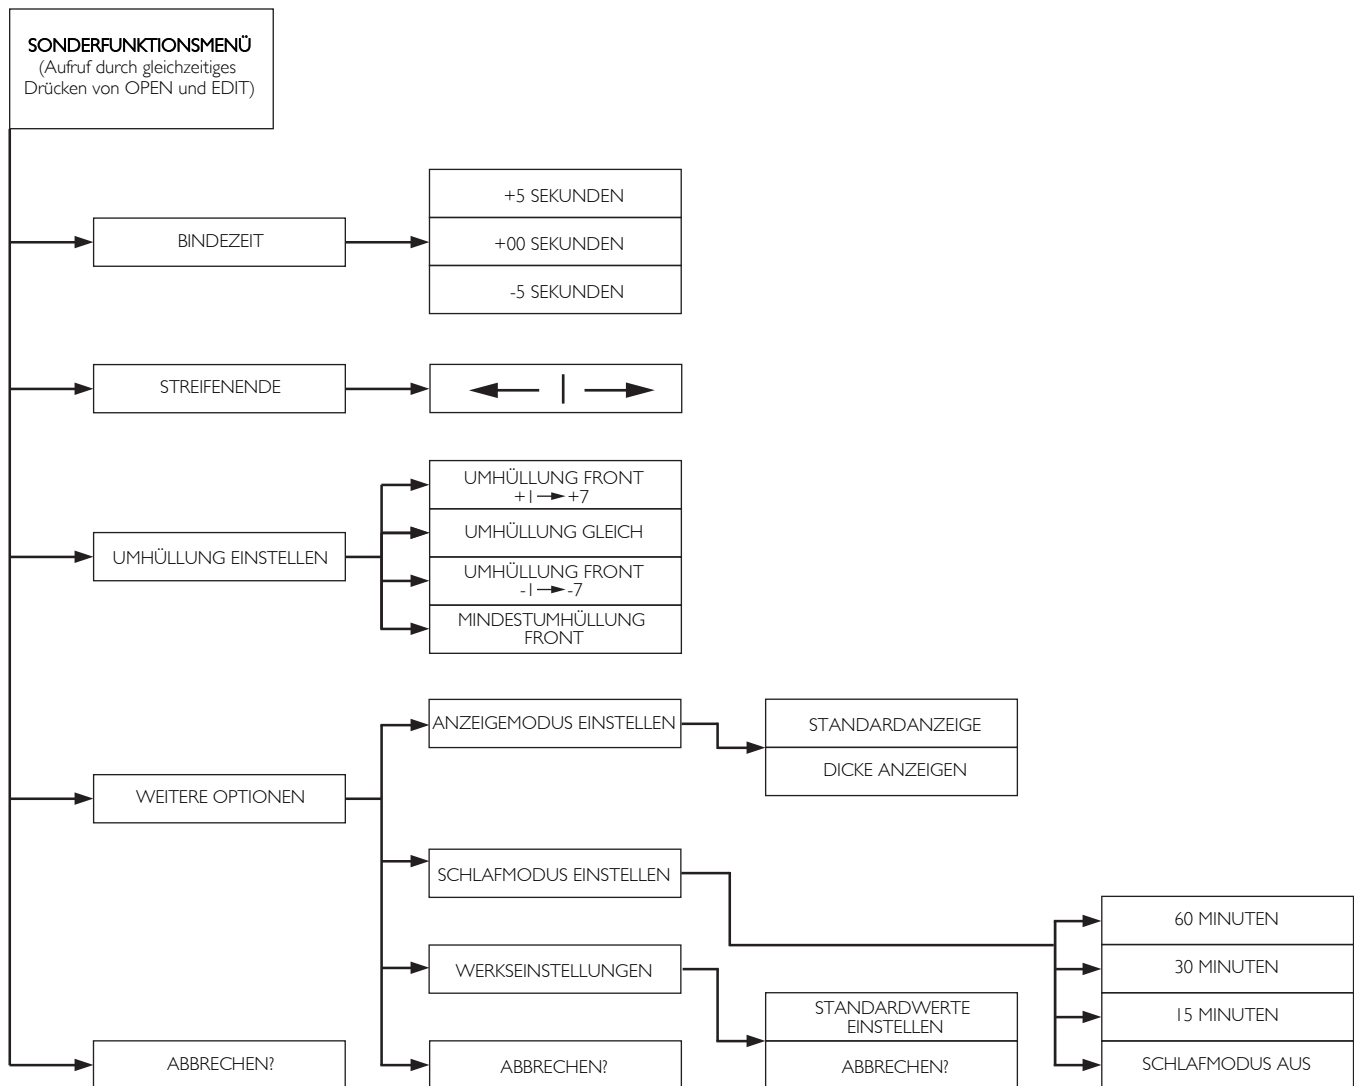 SONDERFUNKTIONSMENÜ
(Aufruf durch gleichzeitiges
Drücken von OPEN und EDIT)
BINDEZEIT
+5 SEKUNDEN
+00 SEKUNDEN
-5 SEKUNDEN
STREIFENENDE
UMHÜLLUNG EINSTELLEN
UMHÜLLUNG FRONT
+1 → +7
UMHÜLLUNG GLEICH
UMHÜLLUNG FRONT
-1 → -7
MINDESTUMHÜLLUNG
FRONT
WEITERE OPTIONEN
ANZEIGEMODUS EINSTELLEN
STANDARDANZEIGE
DICKE ANZEIGEN
SCHLAFMODUS EINSTELLEN
60 MINUTEN
30 MINUTEN
15 MINUTEN
SCHLAFMODUS AUS
WERKSEINSTELLUNGEN
STANDARDWERTE
EINSTELLEN
ABBRECHEN?
ABBRECHEN?
ABBRECHEN?